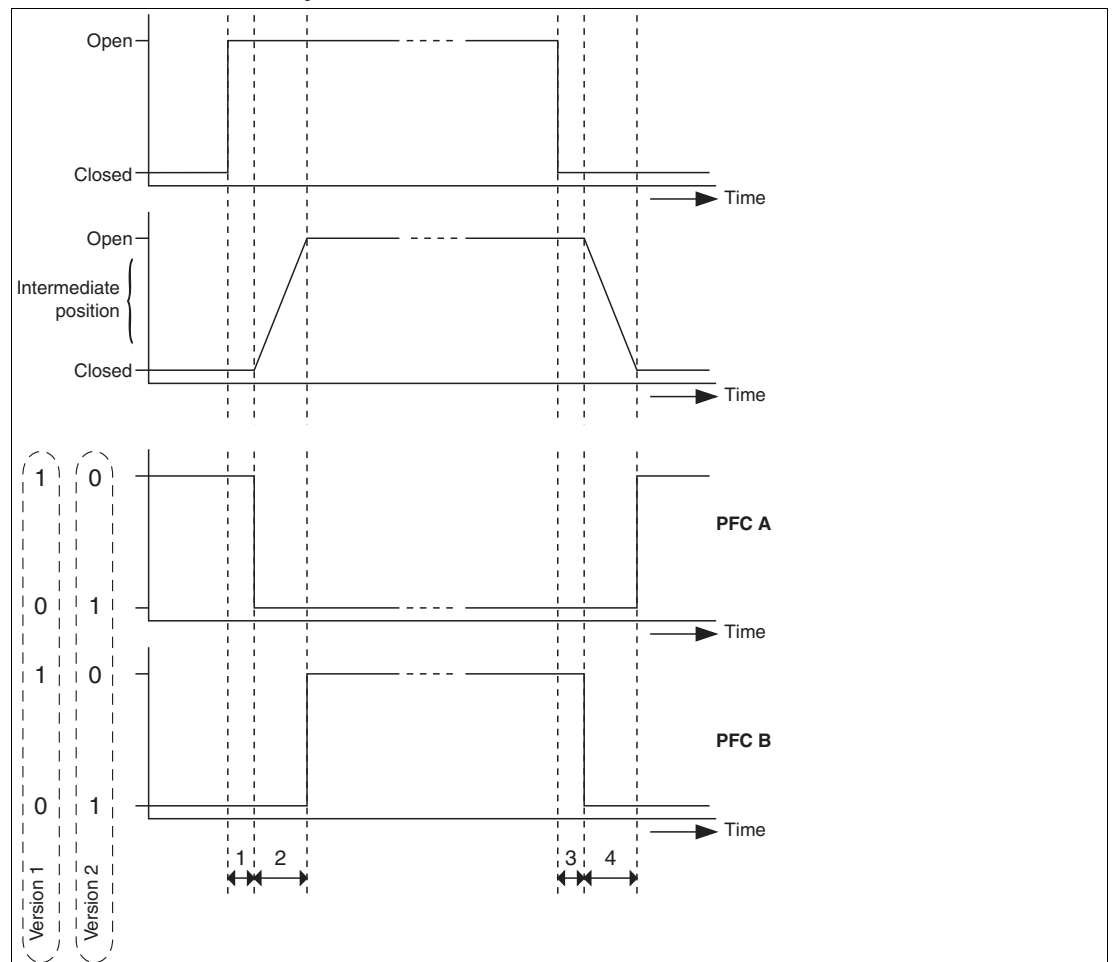 Open
Closed
Time
Open
Intermediate
position
Closed
Time
1 0
PFC A
0 1
Time
1 0
PFC B
0 1
Time
1 2 3 4
Version 1
Version 2